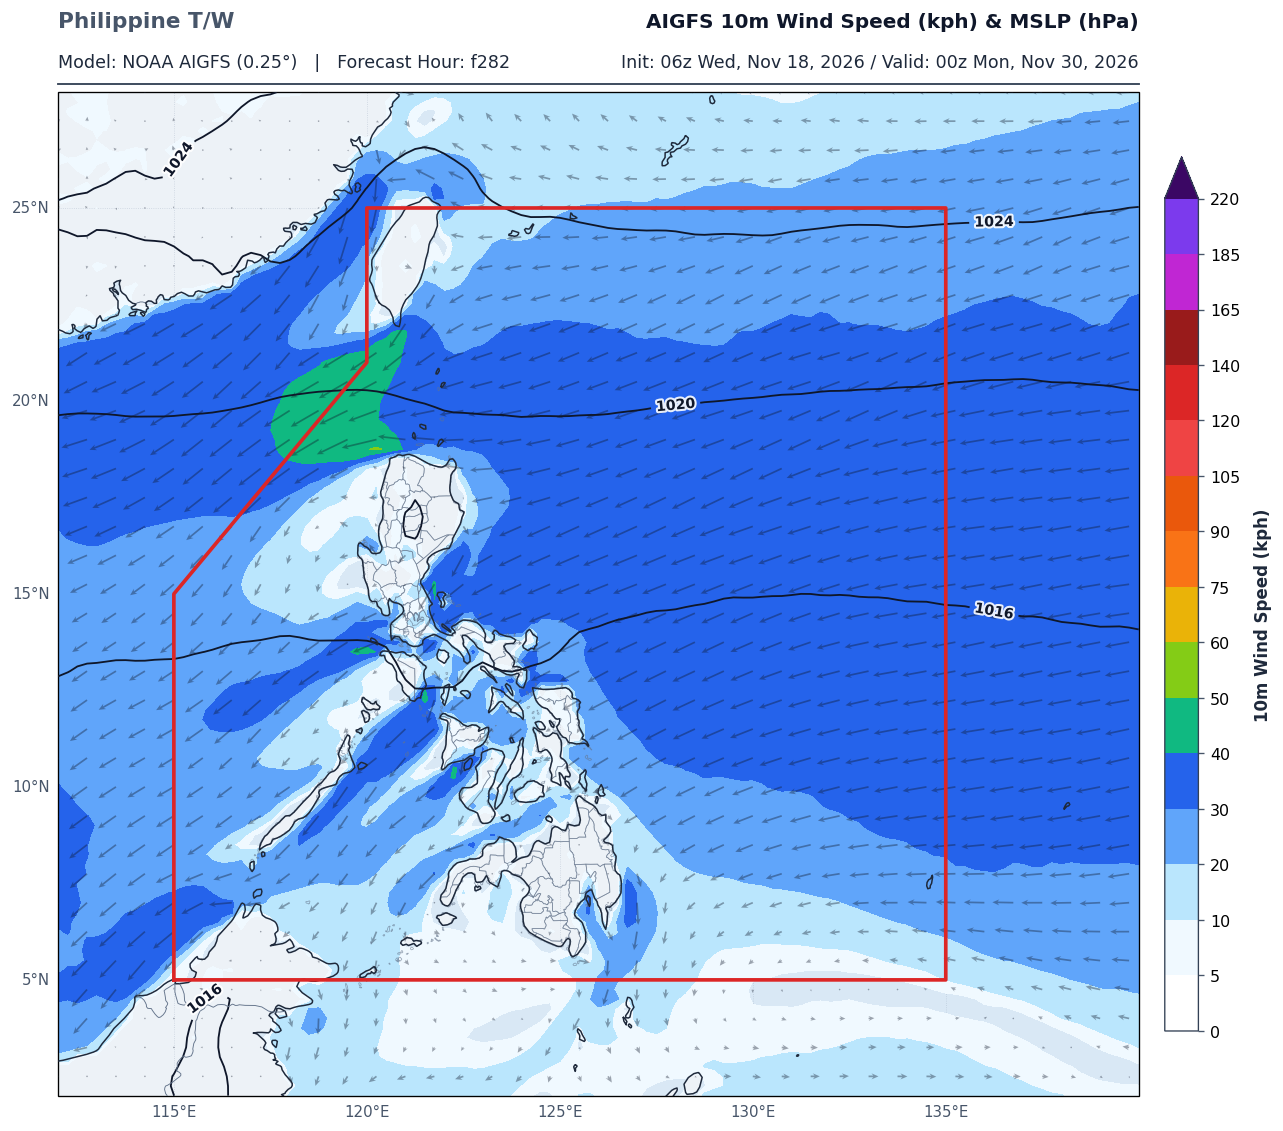 Philippine T/W
AIGFS 10m Wind Speed (kph) & MSLP (hPa)
Model: NOAA AIGFS (0.25°) | Forecast Hour: f282
Init: 06z Wed, Nov 18, 2026 / Valid: 00z Mon, Nov 30, 2026
1024
1024
1020
1016
1016
25°N
20°N
15°N
10°N
5°N
115°E
120°E
125°E
130°E
135°E
220
185
165
140
120
105
90
75
60
50
40
30
20
10
5
0
10m Wind Speed (kph)